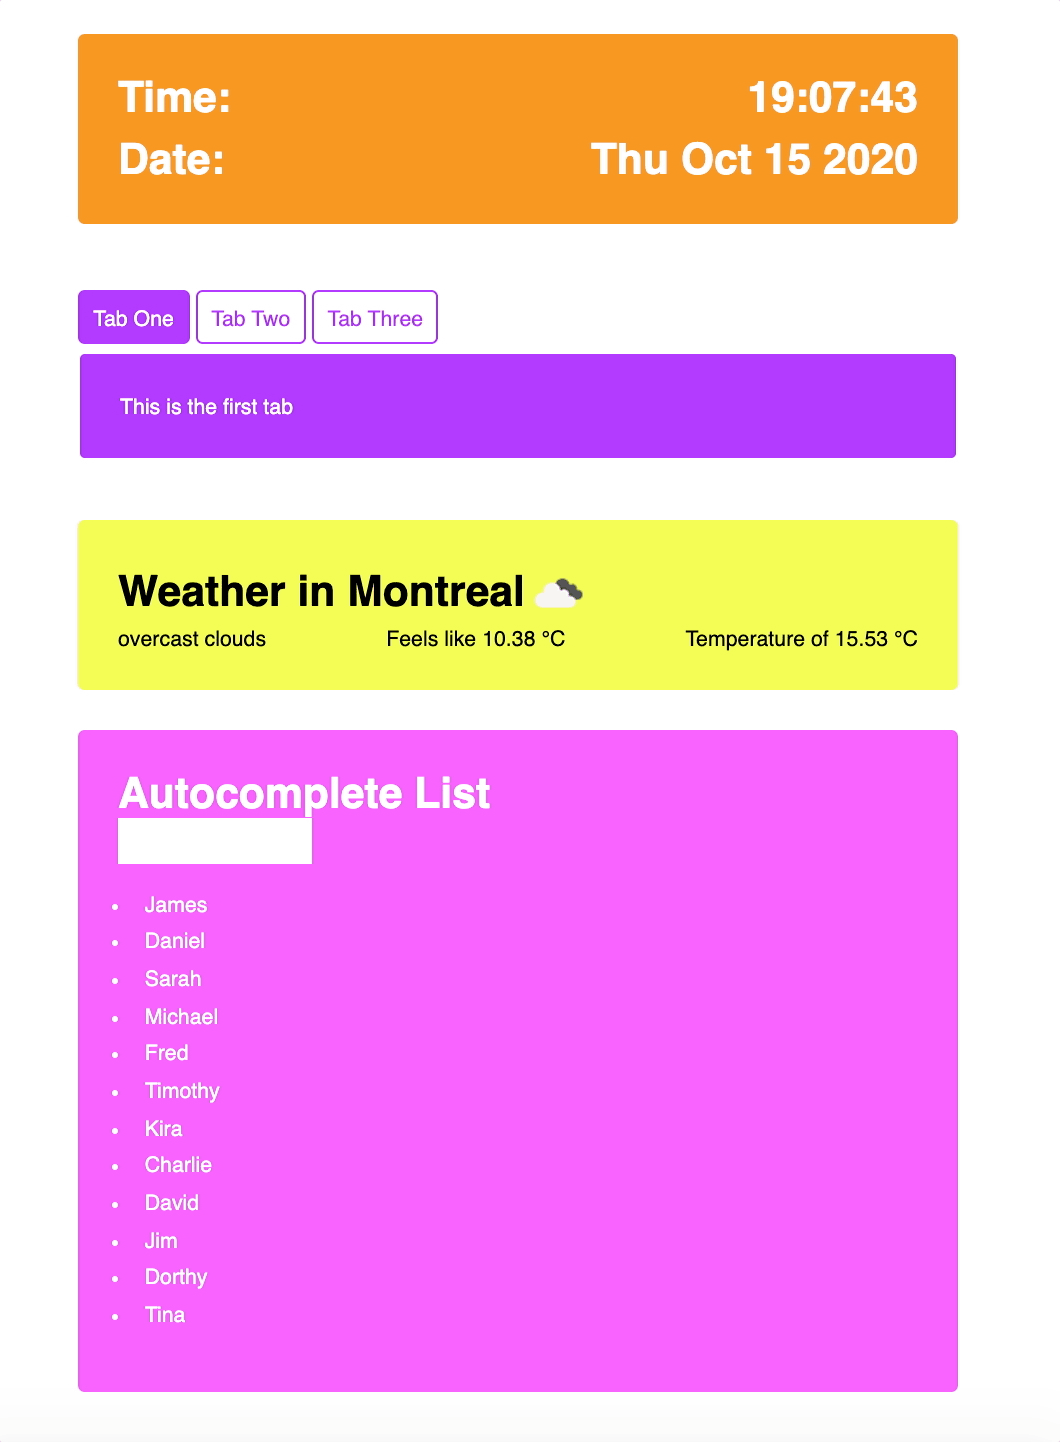 Time: 19:07:43
Date: Thu Oct 15 2020
Tab One Tab Two Tab Three
This is the first tab
Weather in Montreal
overcast clouds Feels like 10.38 °C Temperature of 15.53 °C
Autocomplete List
James
Daniel
Sarah
Michael
Fred
Timothy
Kira
Charlie
David
Jim
Dorthy
Tina